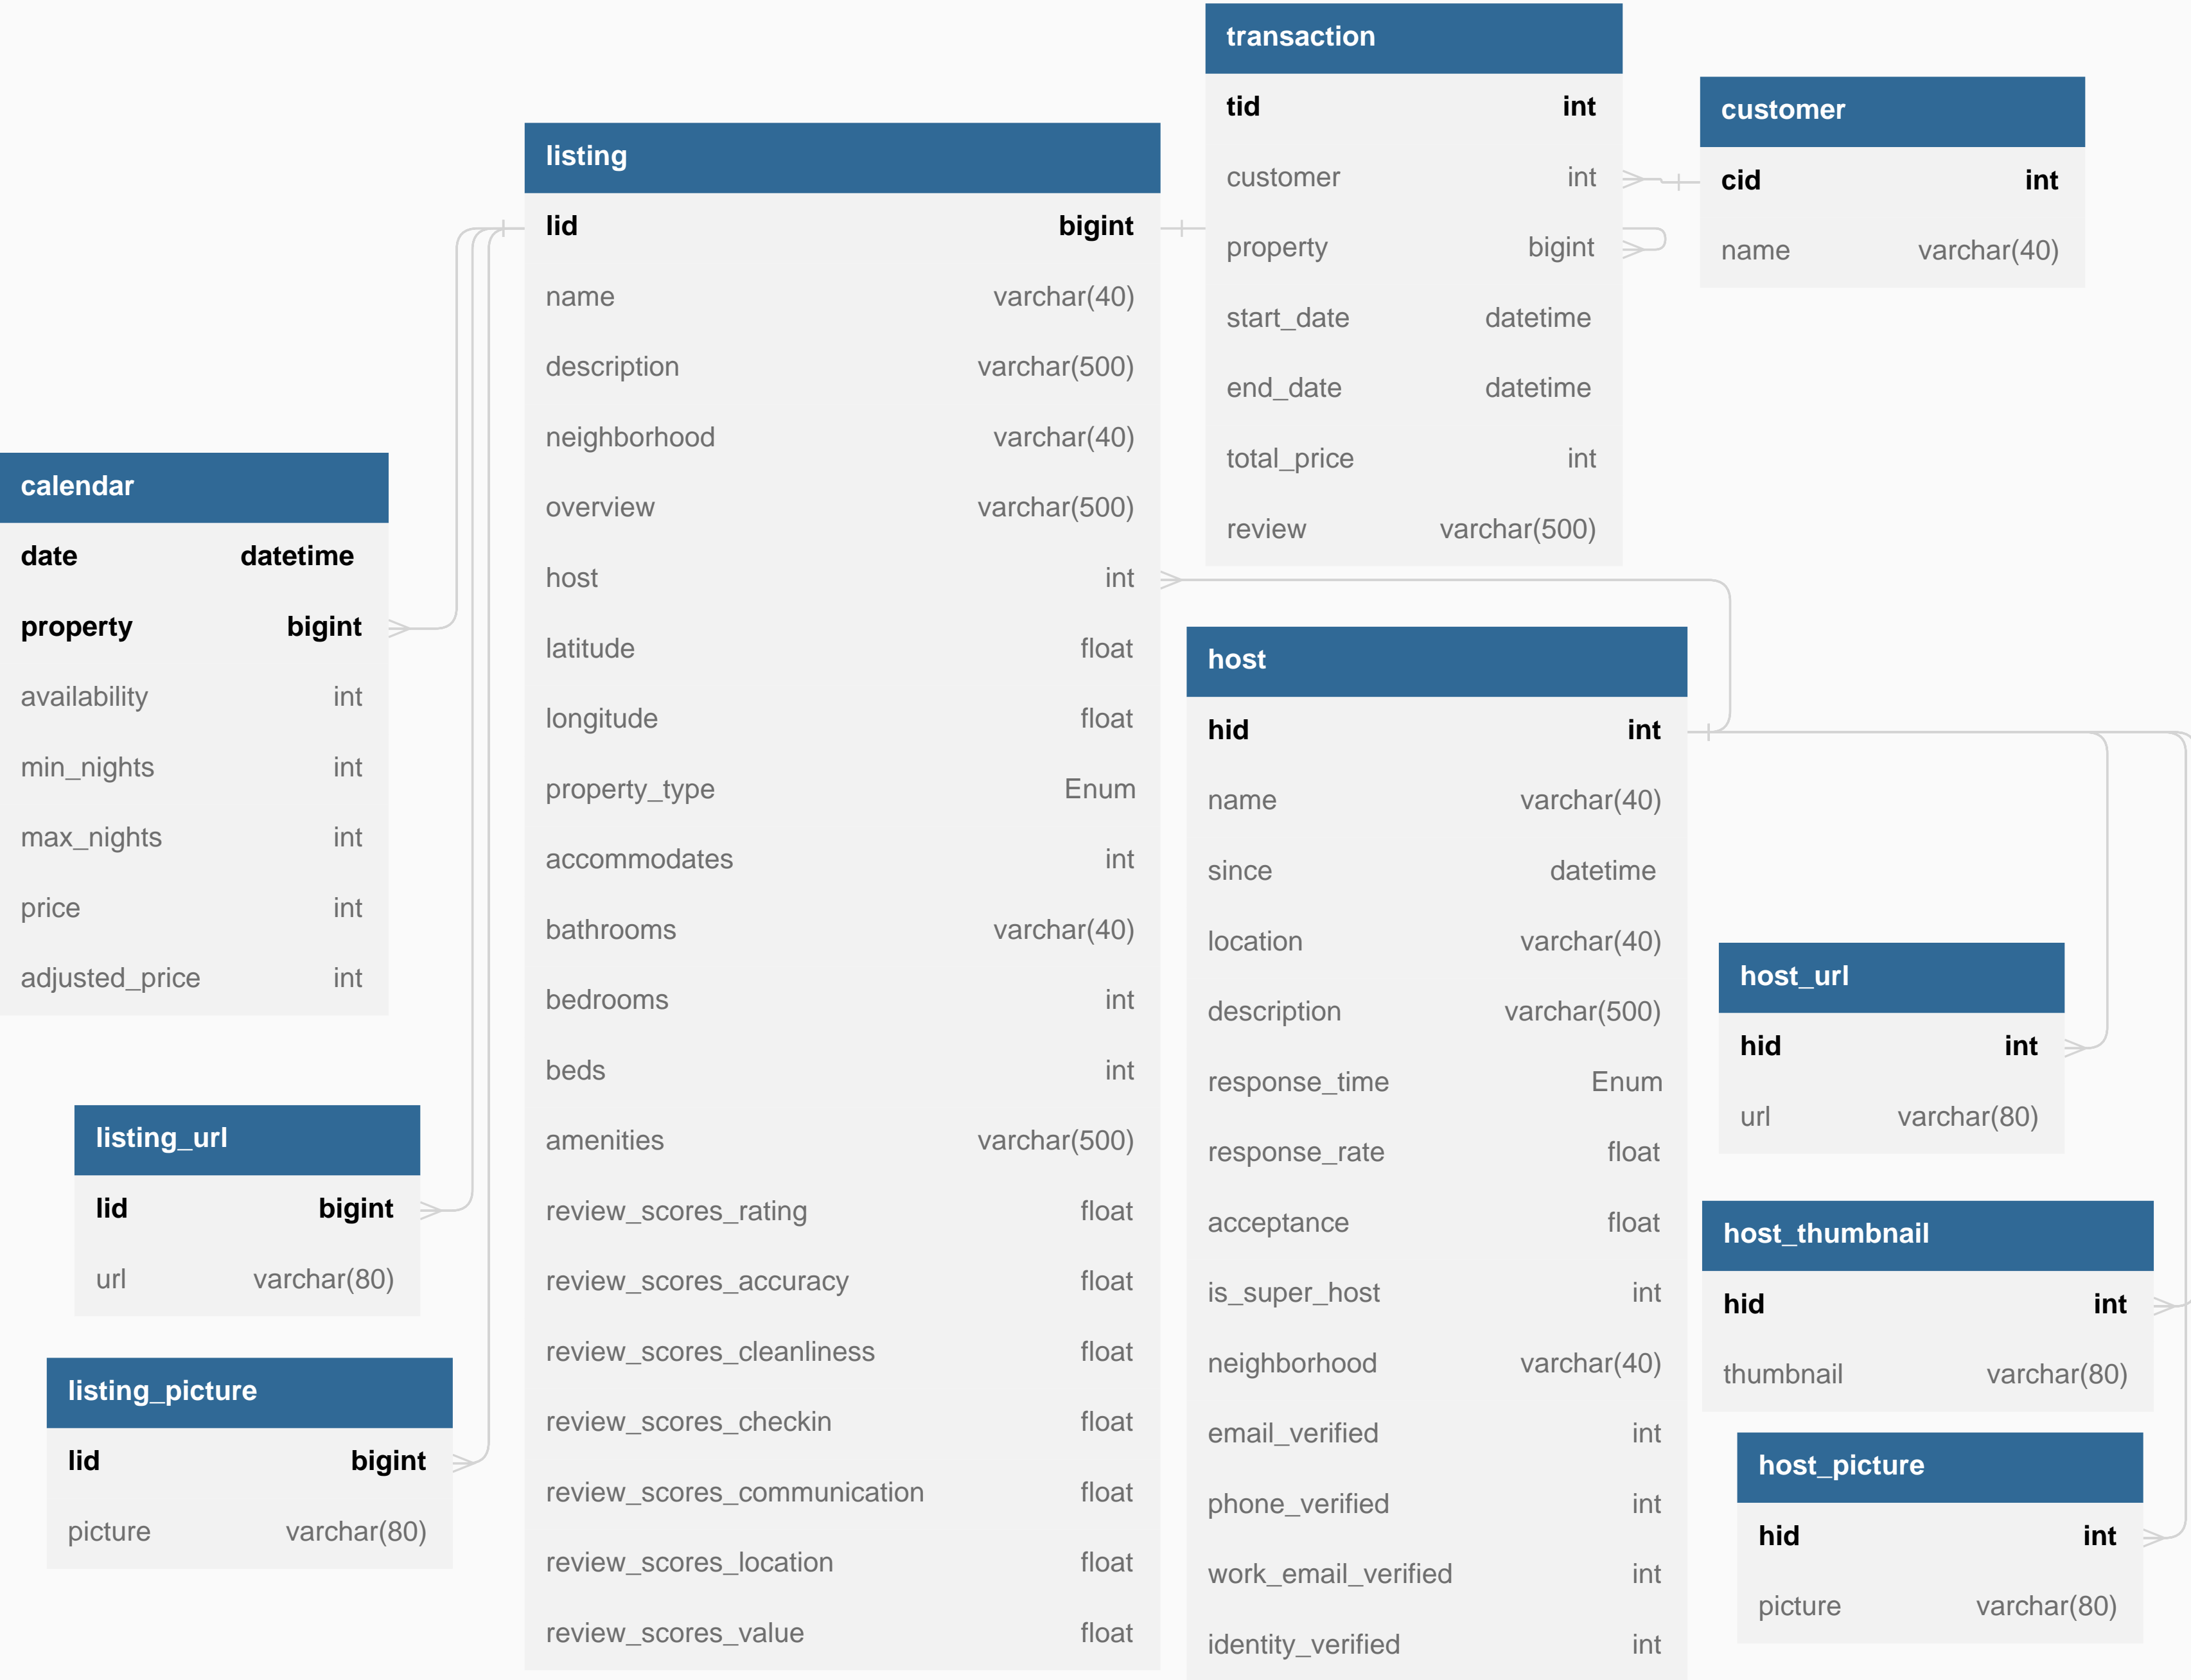 transaction
tid int
customer int
property bigint
start_date datetime
end_date datetime
total_price int
review varchar(500)
customer
cid int
name varchar(40)
listing
lid bigint
name varchar(40)
description varchar(500)
neighborhood varchar(40)
overview varchar(500)
host int
latitude float
longitude float
property_type Enum
accommodates int
bathrooms varchar(40)
bedrooms int
beds int
amenities varchar(500)
review_scores_rating float
review_scores_accuracy float
review_scores_cleanliness float
review_scores_checkin float
review_scores_communication float
review_scores_location float
review_scores_value float
calendar
date datetime
property bigint
availability int
min_nights int
max_nights int
price int
adjusted_price int
host
hid int
name varchar(40)
since datetime
location varchar(40)
description varchar(500)
response_time Enum
response_rate float
acceptance float
is_super_host int
neighborhood varchar(40)
email_verified int
phone_verified int
work_email_verified int
identity_verified int
host_url
hid int
url varchar(80)
listing_url
lid bigint
url varchar(80)
host_thumbnail
hid int
thumbnail varchar(80)
listing_picture
lid bigint
picture varchar(80)
host_picture
hid int
picture varchar(80)